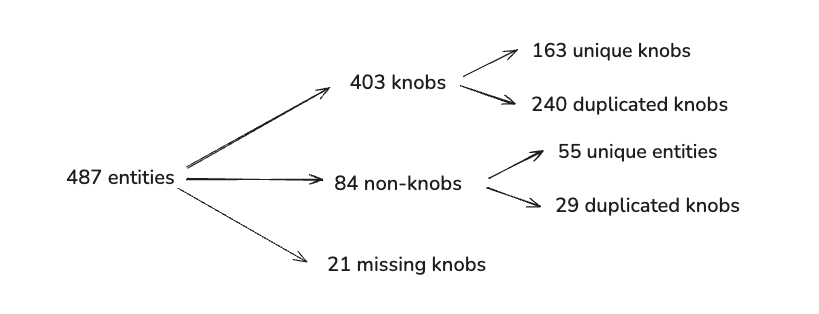 487 entities
403 knobs
163 unique knobs
240 duplicated knobs
84 non-knobs
55 unique entities
29 duplicated knobs
21 missing knobs